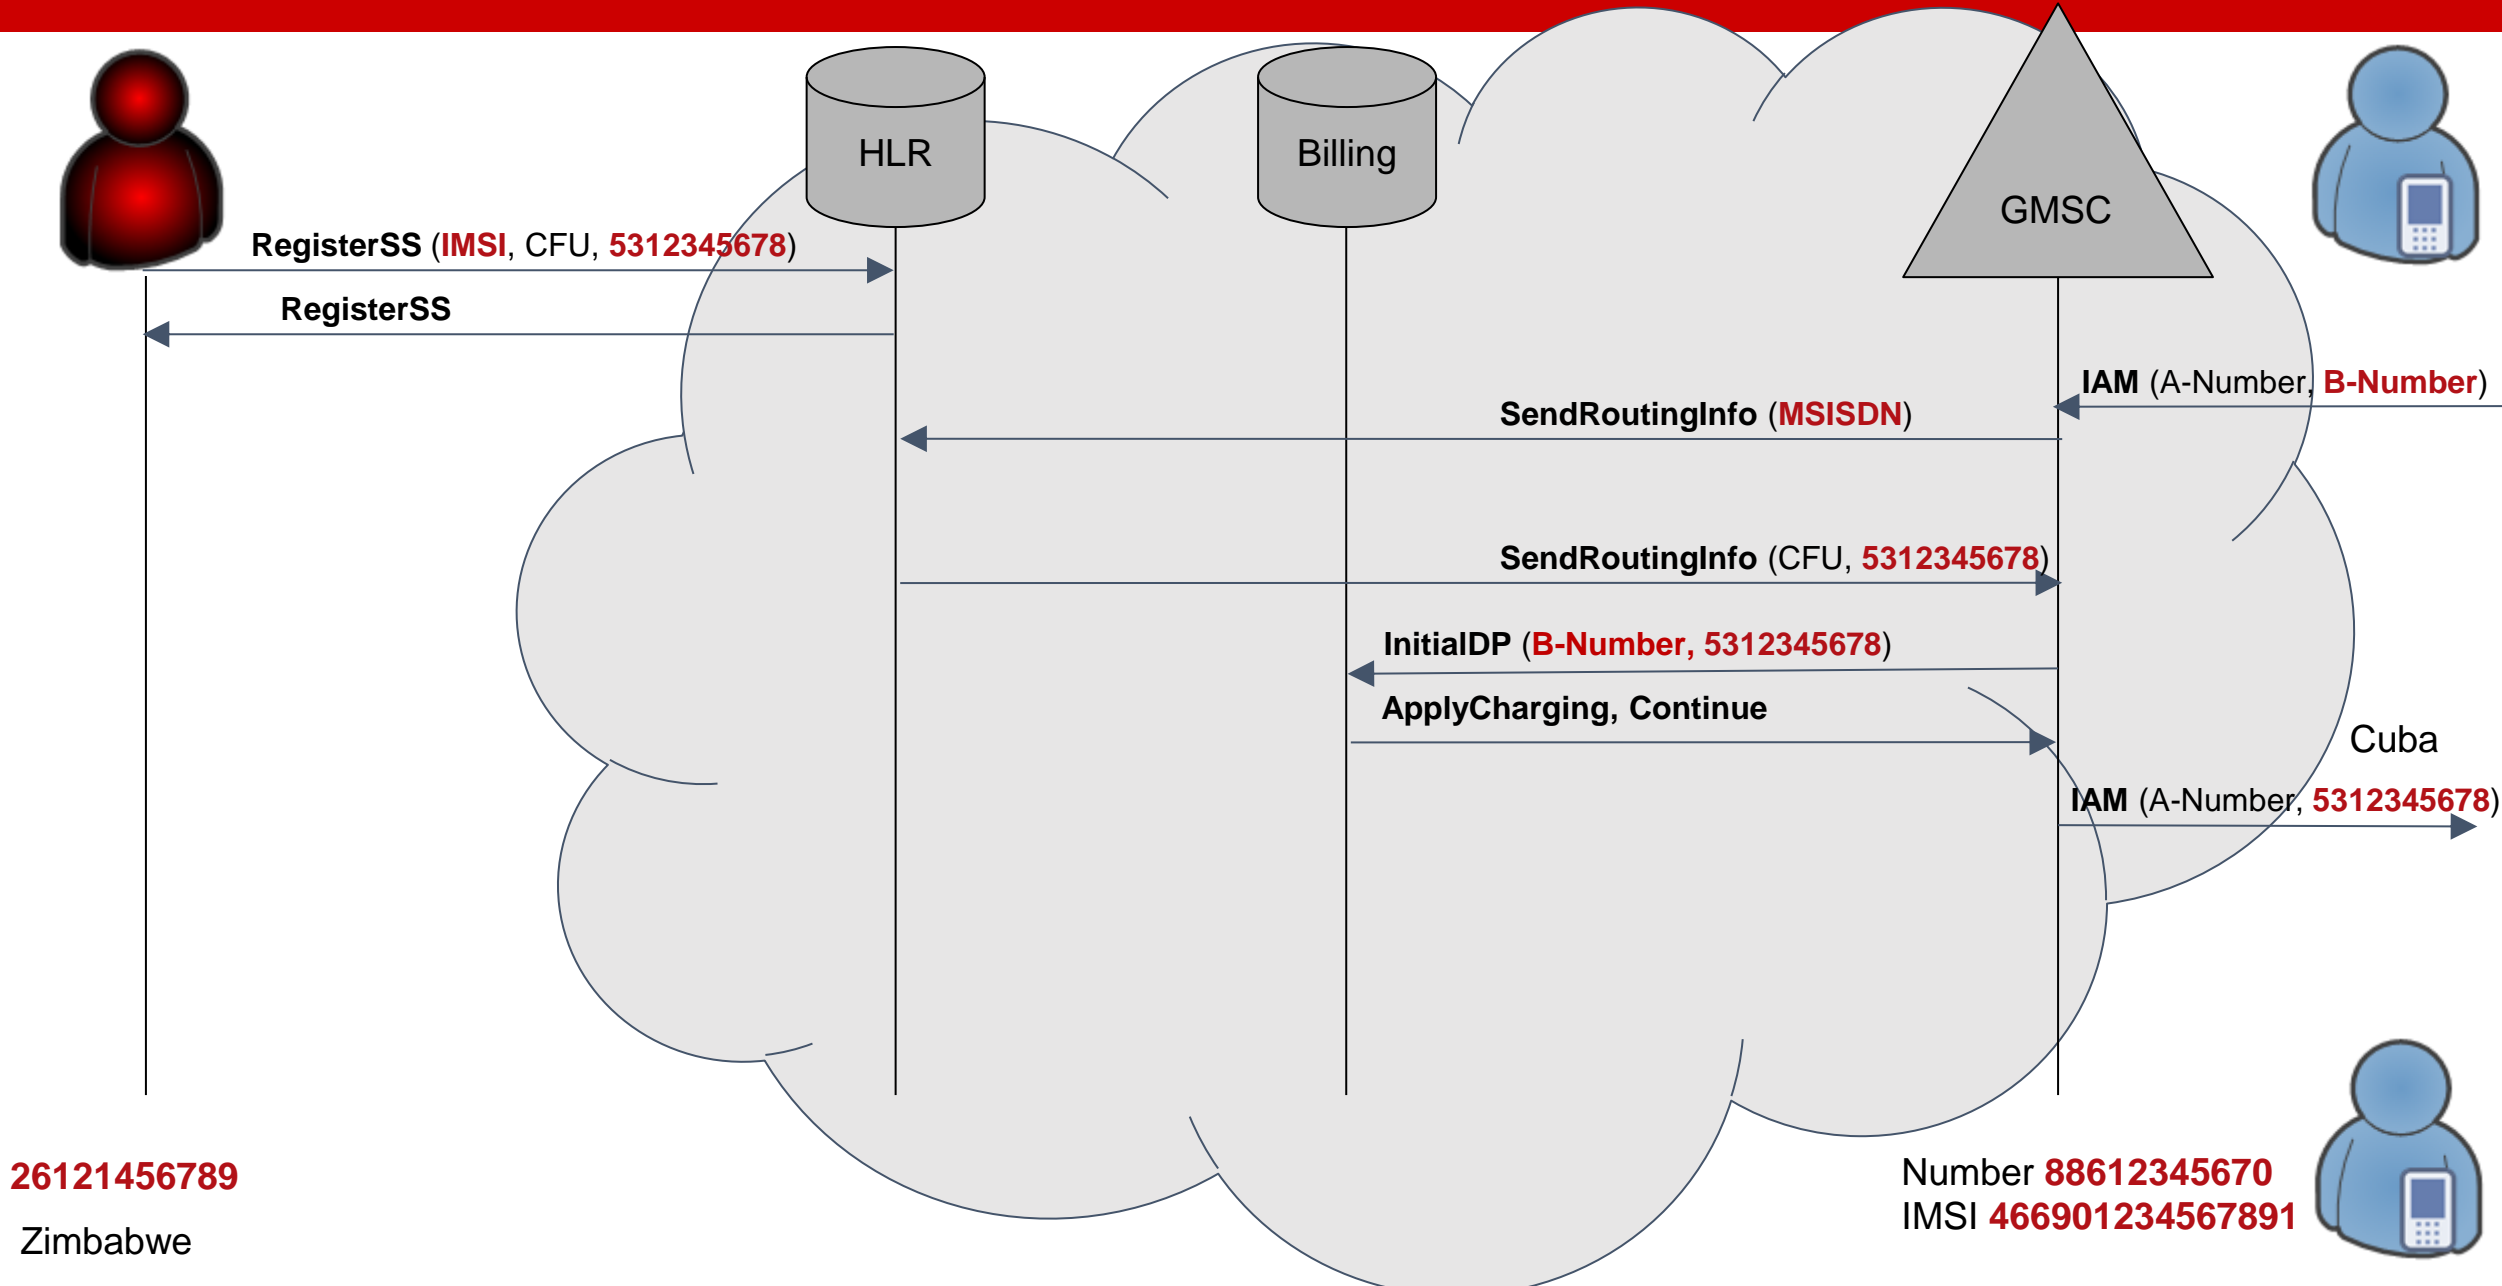 HLR
Billing
GMSC
RegisterSS (IMSI, CFU, 5312345678)
RegisterSS
IAM (A-Number, B-Number)
SendRoutingInfo (MSISDN)
SendRoutingInfo (CFU, 5312345678)
InitialDP (B-Number, 5312345678)
ApplyCharging, Continue
Cuba
IAM (A-Number, 5312345678)
26121456789
Zimbabwe
Number 88612345670
IMSI 466901234567891